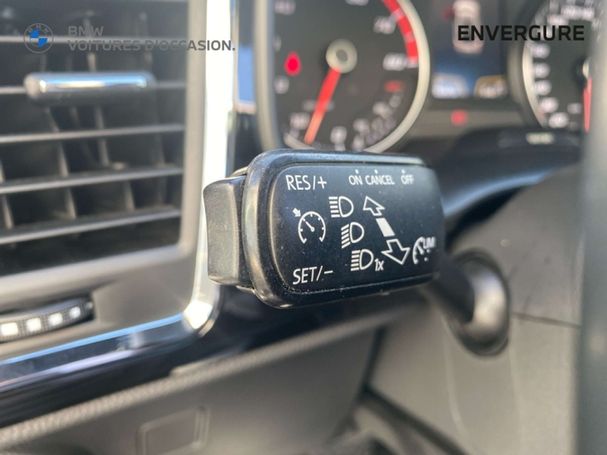 BMW
VOITURES D'OCCASION.
ENVERGURE
RES/+ ON CANCEL OFF
LIM
1x
SET/-